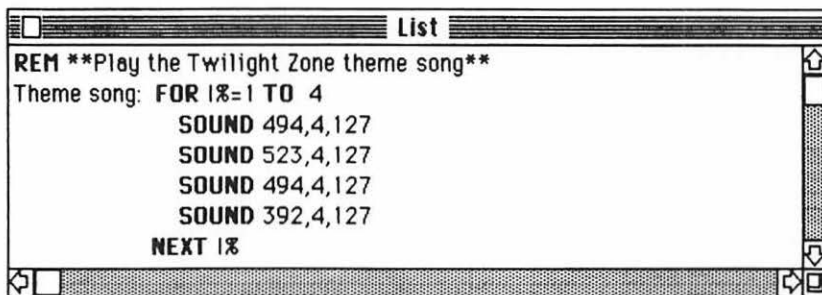 List
REM **Play the Twilight Zone theme song**
Theme song: FOR I%=1 TO 4
SOUND 494,4,127
SOUND 523,4,127
SOUND 494,4,127
SOUND 392,4,127
NEXT I%